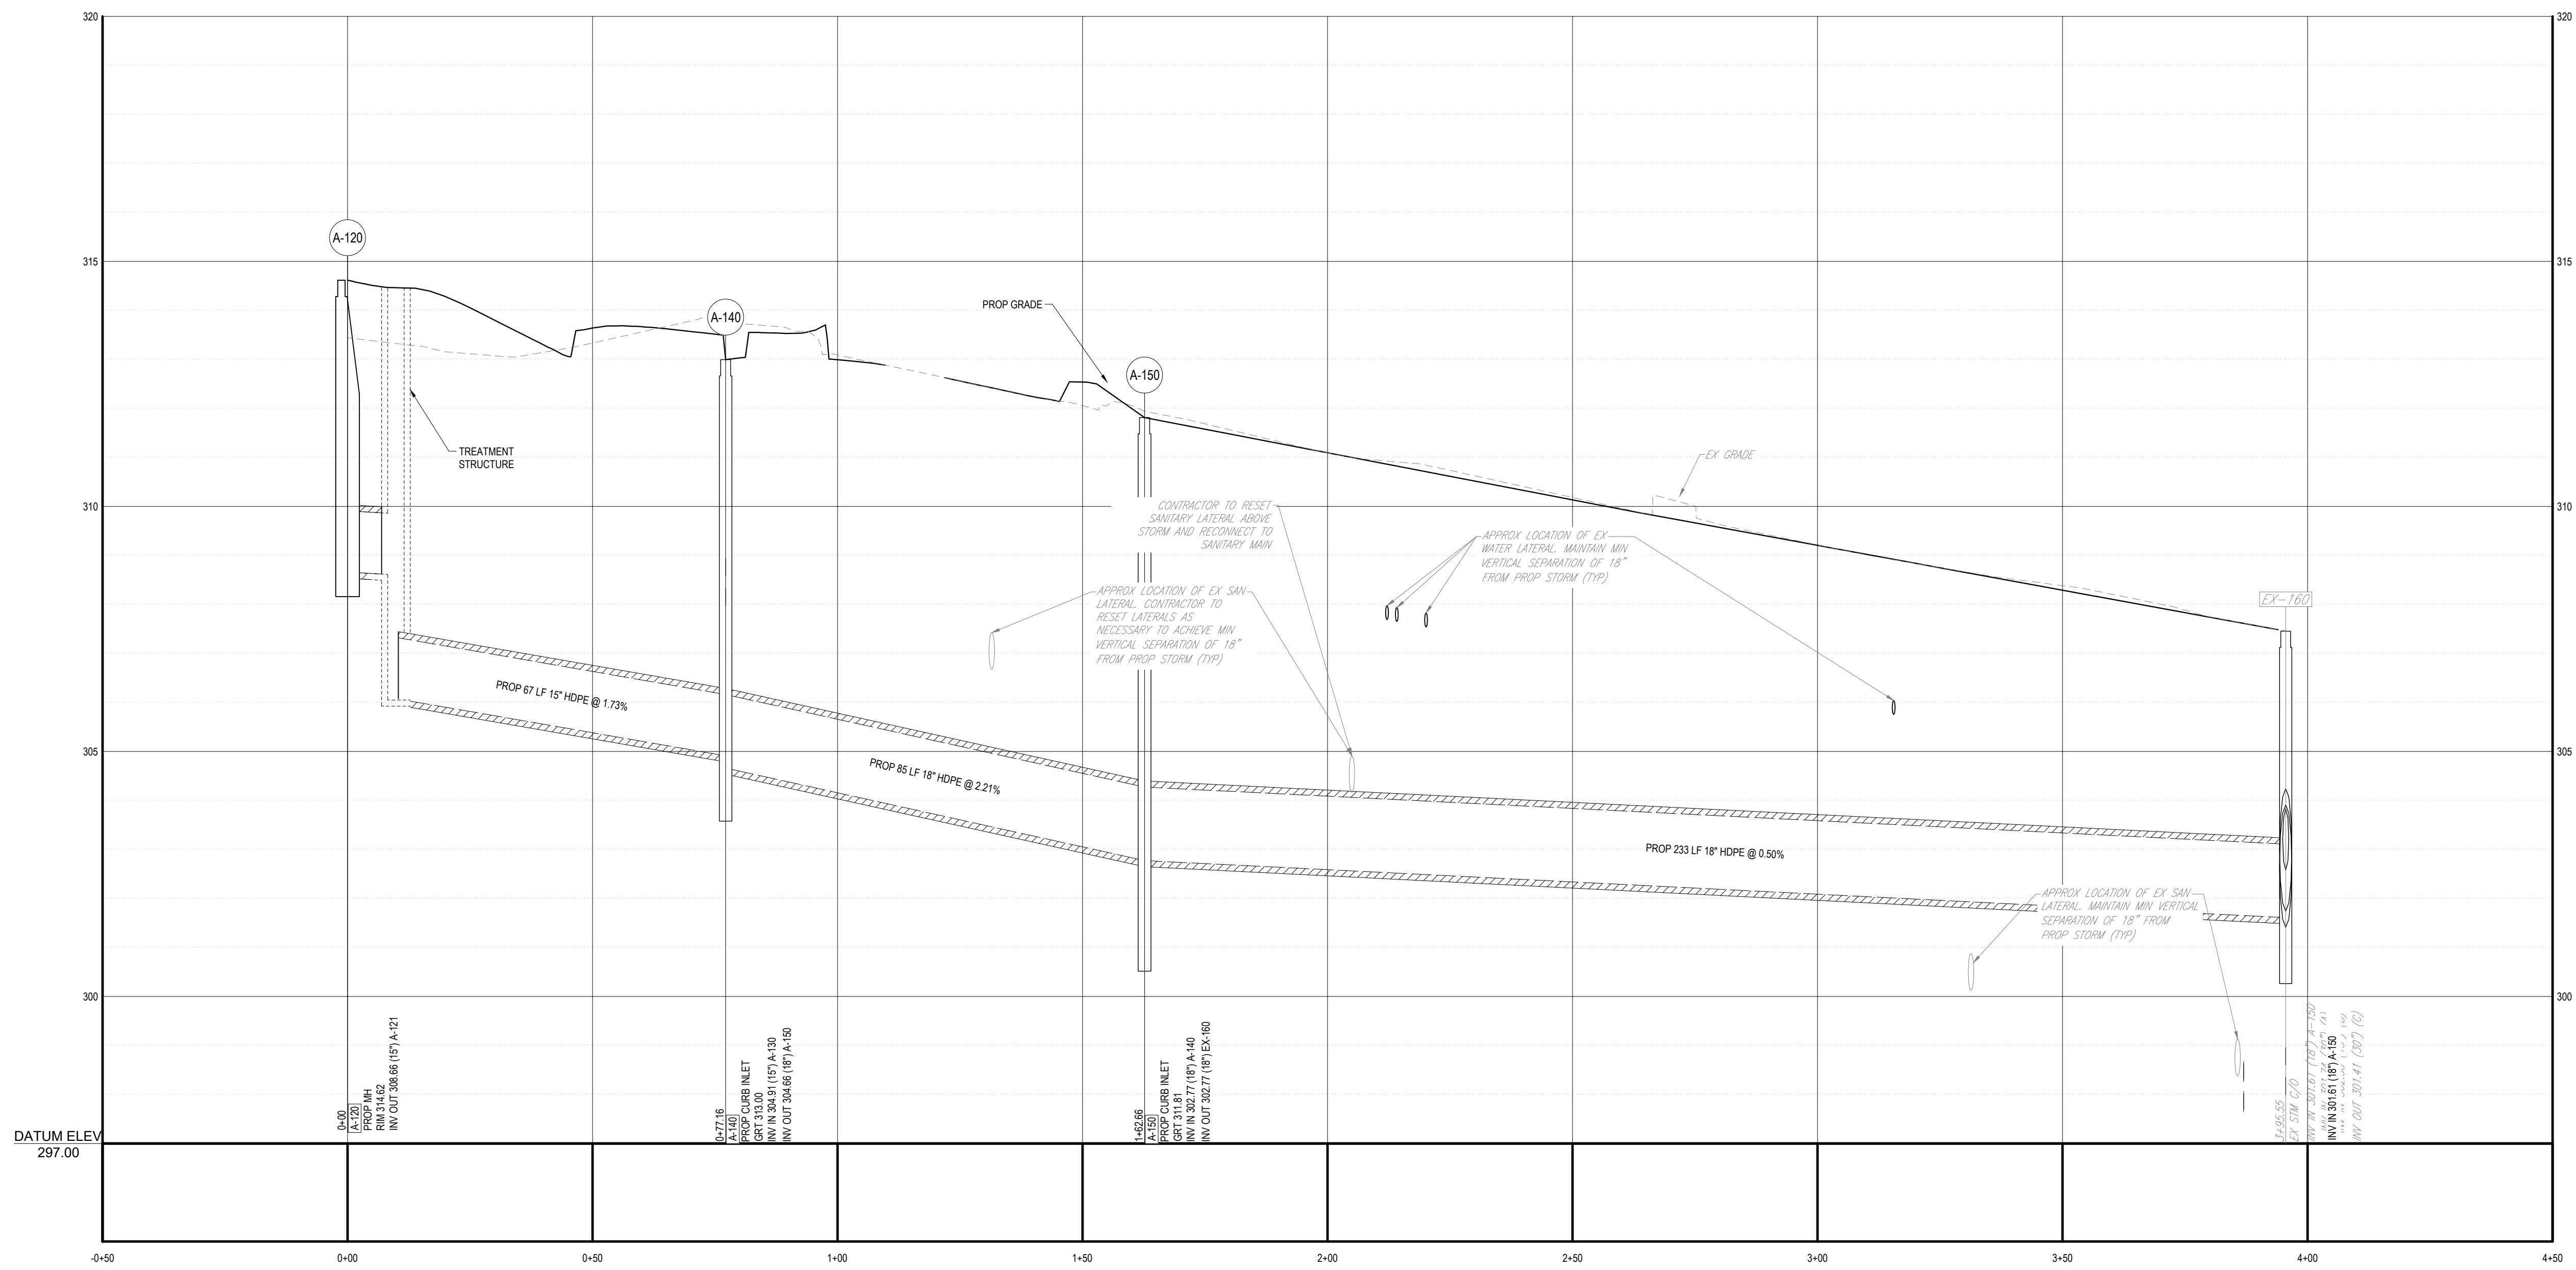 320
320
A-120
315
315
A-140
PROP GRADE
A-150
TREATMENT
STRUCTURE
EX GRADE
310
310
CONTRACTOR TO RESET
SANITARY LATERAL ABOVE
STORM AND RECONNECT TO
SANITARY MAIN
APPROX LOCATION OF EX
WATER LATERAL. MAINTAIN MIN
VERTICAL SEPARATION OF 18"
FROM PROP STORM (TYP)
APPROX LOCATION OF EX SAN
LATERAL. CONTRACTOR TO
RESET LATERALS AS
NECESSARY TO ACHIEVE MIN
VERTICAL SEPARATION OF 18"
FROM PROP STORM (TYP)
EX-160
PROP 67 LF 15" HDPE @ 1.73%
305
305
PROP 85 LF 18" HDPE @ 2.21%
PROP 233 LF 18" HDPE @ 0.50%
APPROX LOCATION OF EX SAN
LATERAL. MAINTAIN MIN VERTICAL
SEPARATION OF 18" FROM
PROP STORM (TYP)
300
300
0+00
A-120
PROP MH
RIM 314.62
INV OUT 308.66 (15") A-121
0+77.16
A-140
PROP CURB INLET
GRT 313.00
INV IN 304.91 (15") A-130
INV OUT 304.66 (18") A-150
1+62.66
A-150
PROP CURB INLET
GRT 311.81
INV IN 302.77 (18") A-140
INV OUT 302.77 (18") EX-160
3+95.55
EX STM C/O
INV IN 301.61 (18") A-150
INV IN 301.61 (18") A-150
INV OUT 301.41 (30") (C)
DATUM ELEV
297.00
-0+50
0+00
0+50
1+00
1+50
2+00
2+50
3+00
3+50
4+00
4+50